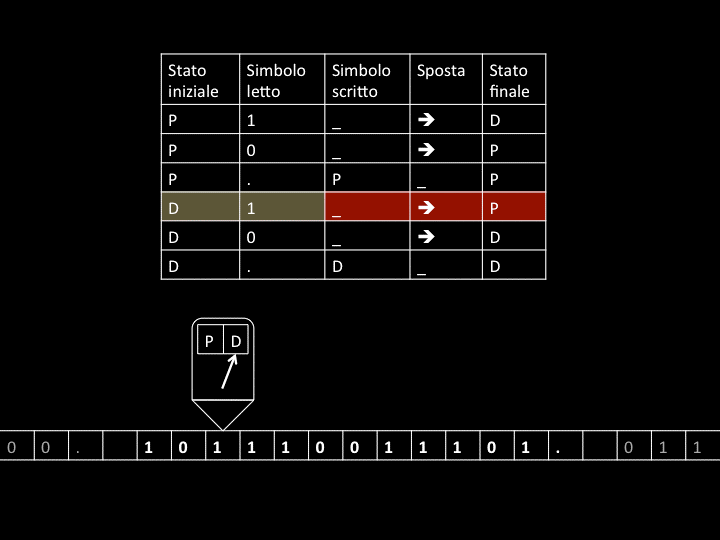 Stato iniziale Simbolo letto Simbolo scritto Sposta Stato finale
P 1 _ ➔ D
P 0 _ ➔ P
P . P _ P
D 1 _ ➔ P
D 0 _ ➔ D
D . D _ D
P D
0 0 . 1 0 1 1 1 0 0 1 1 1 0 1 . 0 1 1